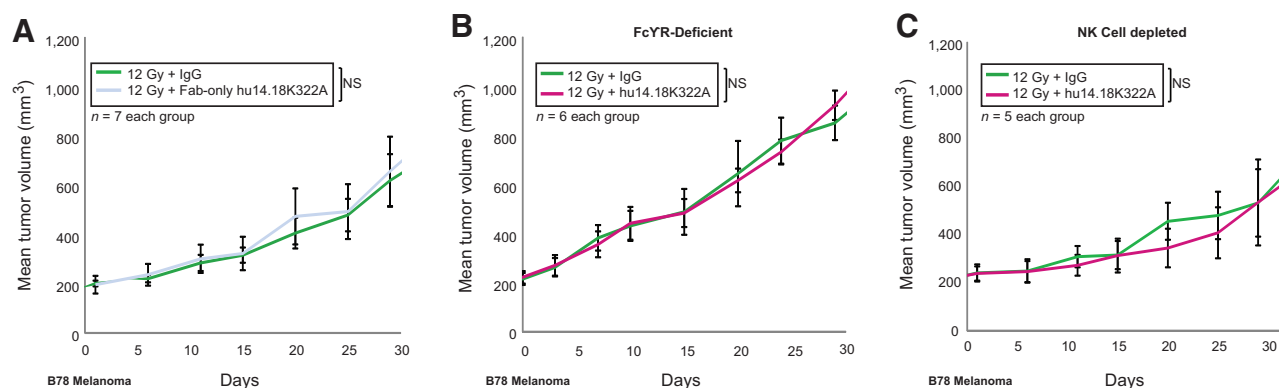 A
1,200
1,000
800
600
400
200
0
Mean tumor volume (mm³)
12 Gy + IgG
12 Gy + Fab-only hu14.18K322A
NS
n = 7 each group
0 5 10 15 20 25 30
B78 Melanoma Days
B
FcYR-Deficient
1,200
1,000
800
600
400
200
0
Mean tumor volume (mm³)
12 Gy + IgG
12 Gy + hu14.18K322A
NS
n = 6 each group
0 5 10 15 20 25 30
Days
C
NK Cell depleted
1,200
1,000
800
600
400
200
0
Mean tumor volume (mm³)
12 Gy + IgG
12 Gy + hu14.18K322A
NS
n = 5 each group
0 5 10 15 20 25 30
B78 Melanoma Days